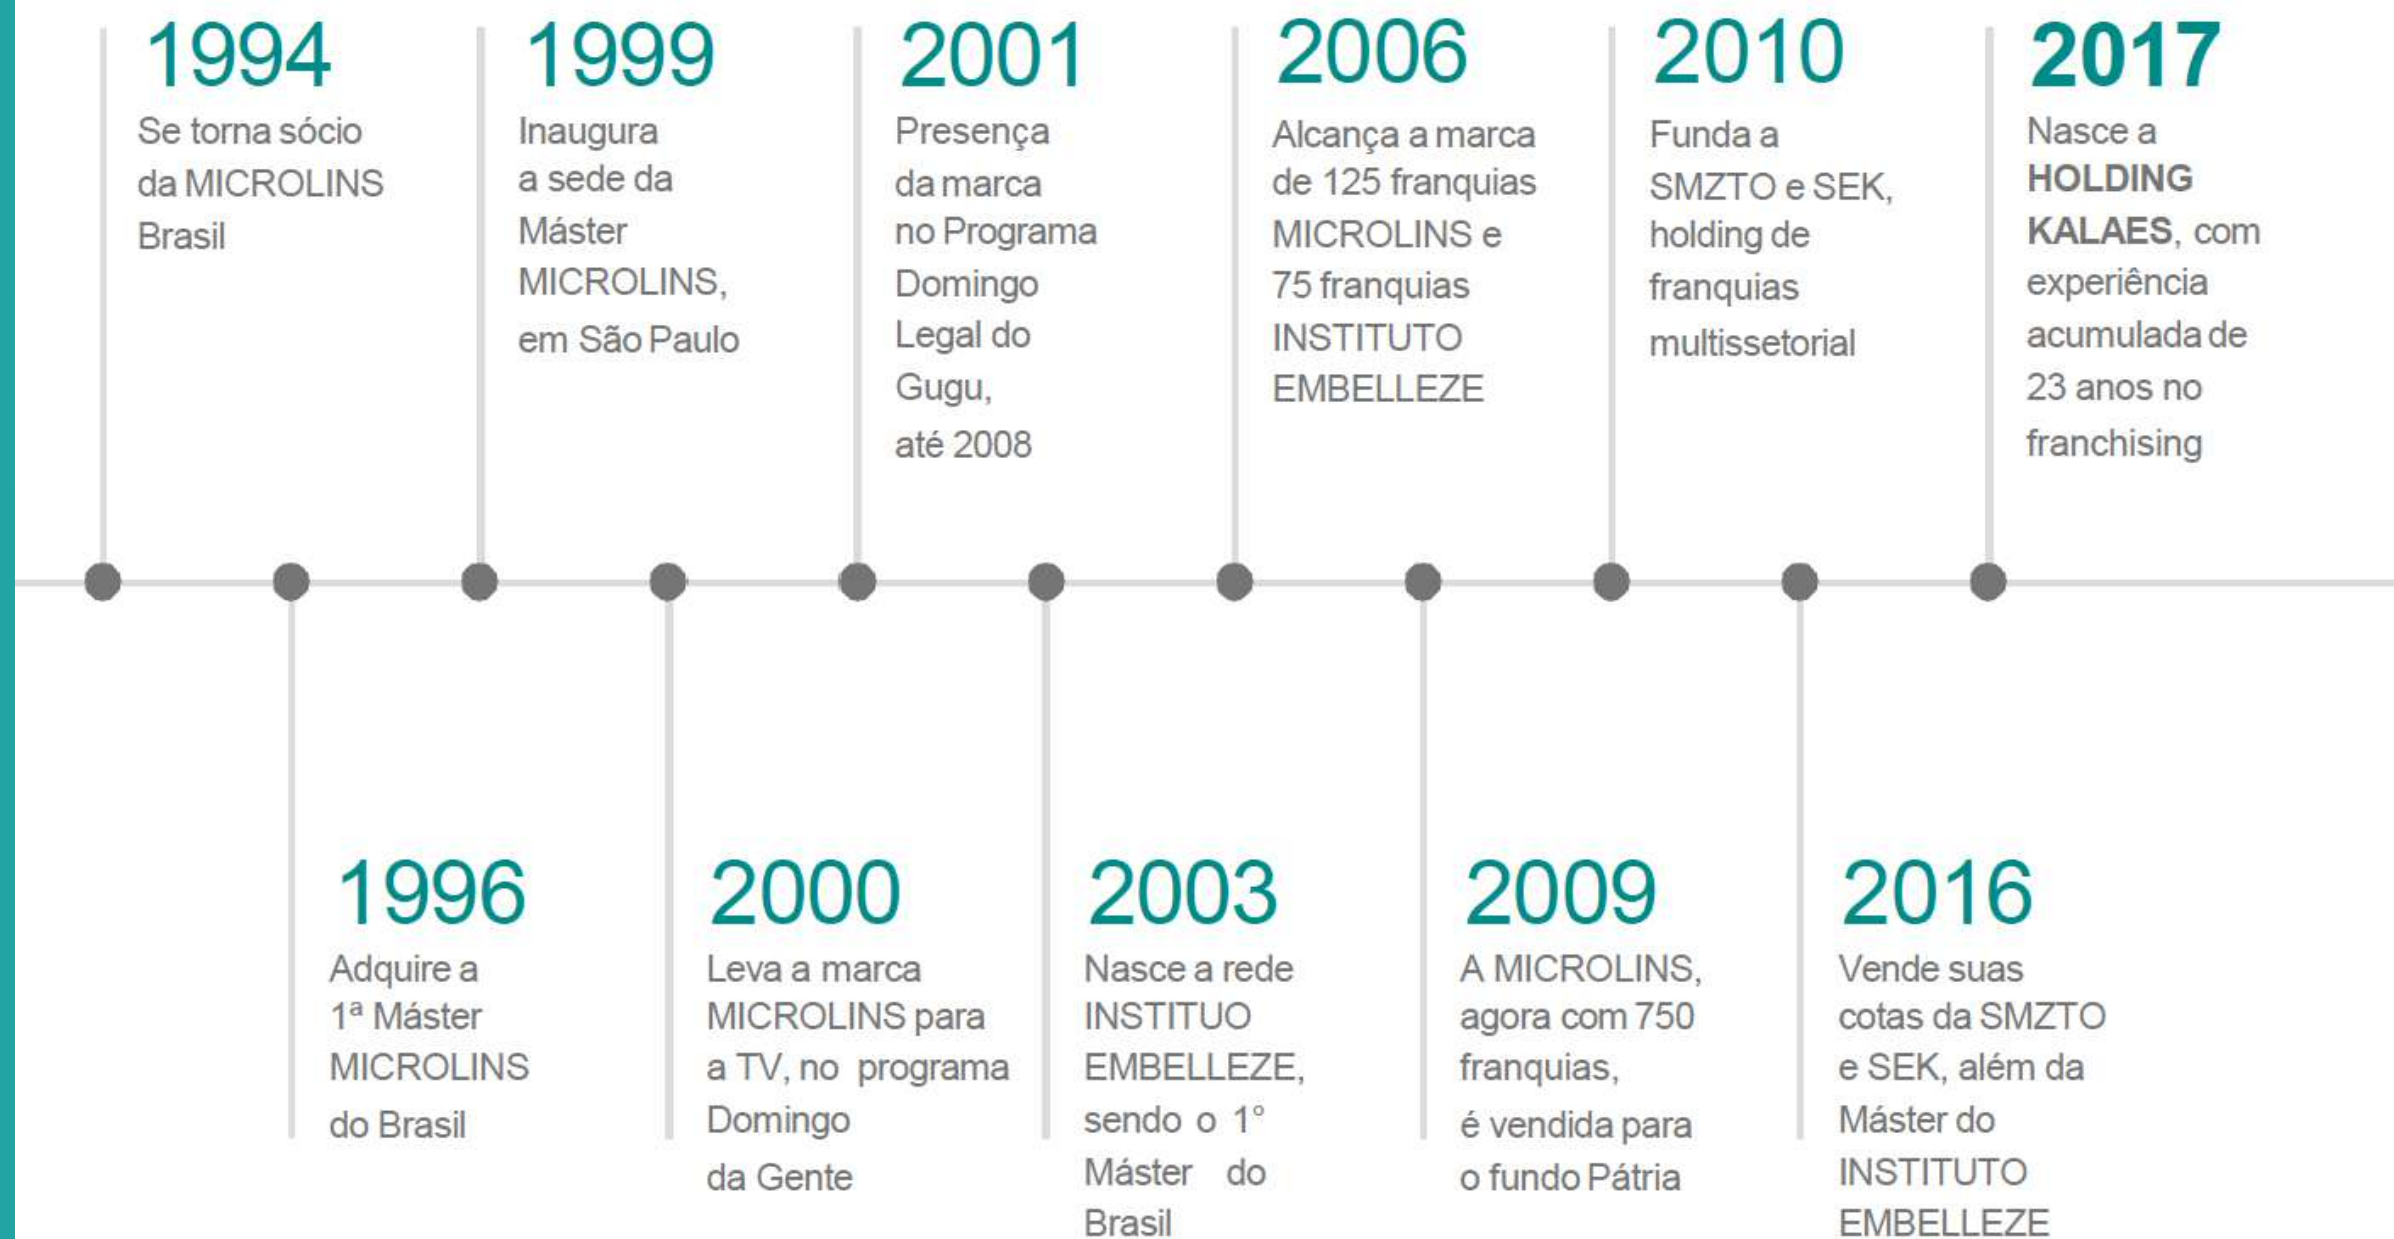 1994
Se torna sócio
da MICROLINS
Brasil
1999
Inaugura
a sede da
Máster
MICROLINS,
em São Paulo
2001
Presença
da marca
no Programa
Domingo
Legal do
Gugu,
até 2008
2006
Alcança a marca
de 125 franquias
MICROLINS e
75 franquias
INSTITUTO
EMBELLEZE
2010
Funda a
SMZTO e SEK,
holding de
franquias
multissetorial
2017
Nasce a
HOLDING
KALAES, com
experiência
acumulada de
23 anos no
franchising
1996
Adquire a
1ª Máster
MICROLINS
do Brasil
2000
Leva a marca
MICROLINS para
a TV, no programa
Domingo
da Gente
2003
Nasce a rede
INSTITUO
EMBELLEZE,
sendo o 1°
Máster do
Brasil
2009
A MICROLINS,
agora com 750
franquias,
é vendida para
o fundo Pátria
2016
Vende suas
cotas da SMZTO
e SEK, além da
Máster do
INSTITUTO
EMBELLEZE